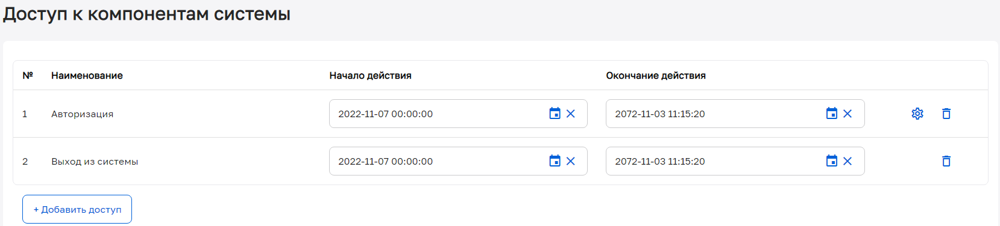 Доступ к компонентам системы
№ Наименование Начало действия Окончание действия
1 Авторизация 2022-11-07 00:00:00 2072-11-03 11:15:20
2 Выход из системы 2022-11-07 00:00:00 2072-11-03 11:15:20
+ Добавить доступ